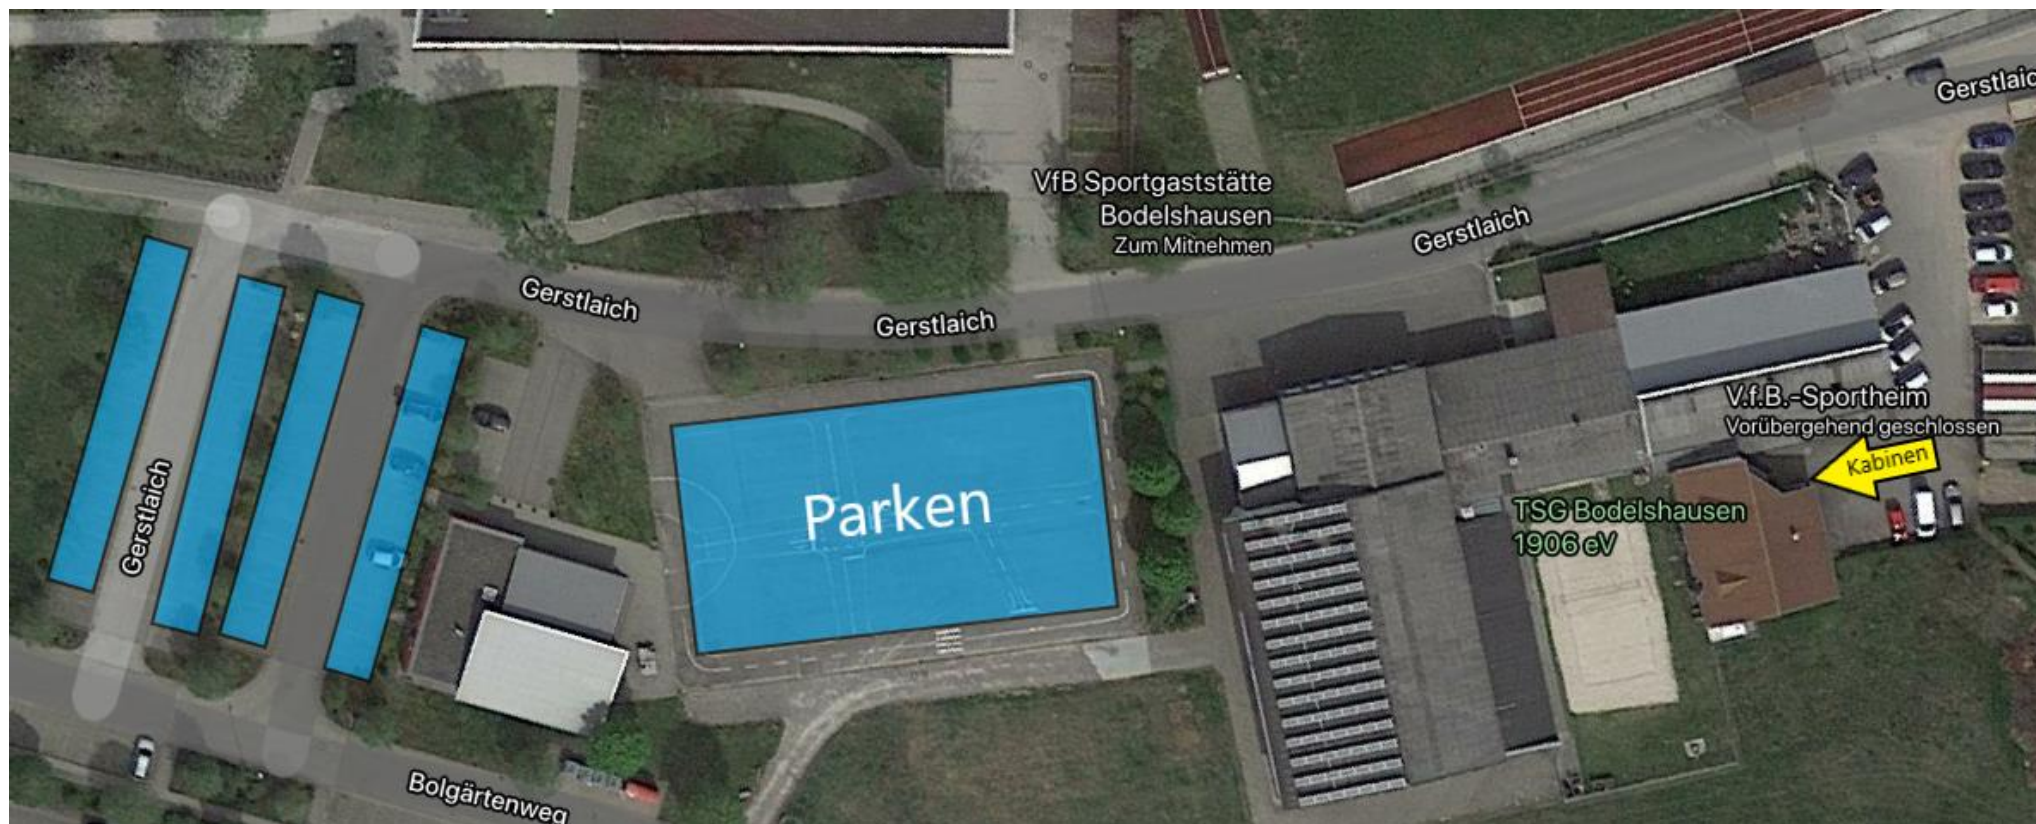 Gerstlaic
VfB Sportgaststätte
Bodelshausen
Zum Mitnehmen
Gerstlaich
Gerstlaich
Gerstlaich
V.f.B.-Sportheim
Vorübergehend geschlossen
Kabinen
Parken
TSG Bodelshausen
1906 eV
Gerstlaich
Bolgärtenweg